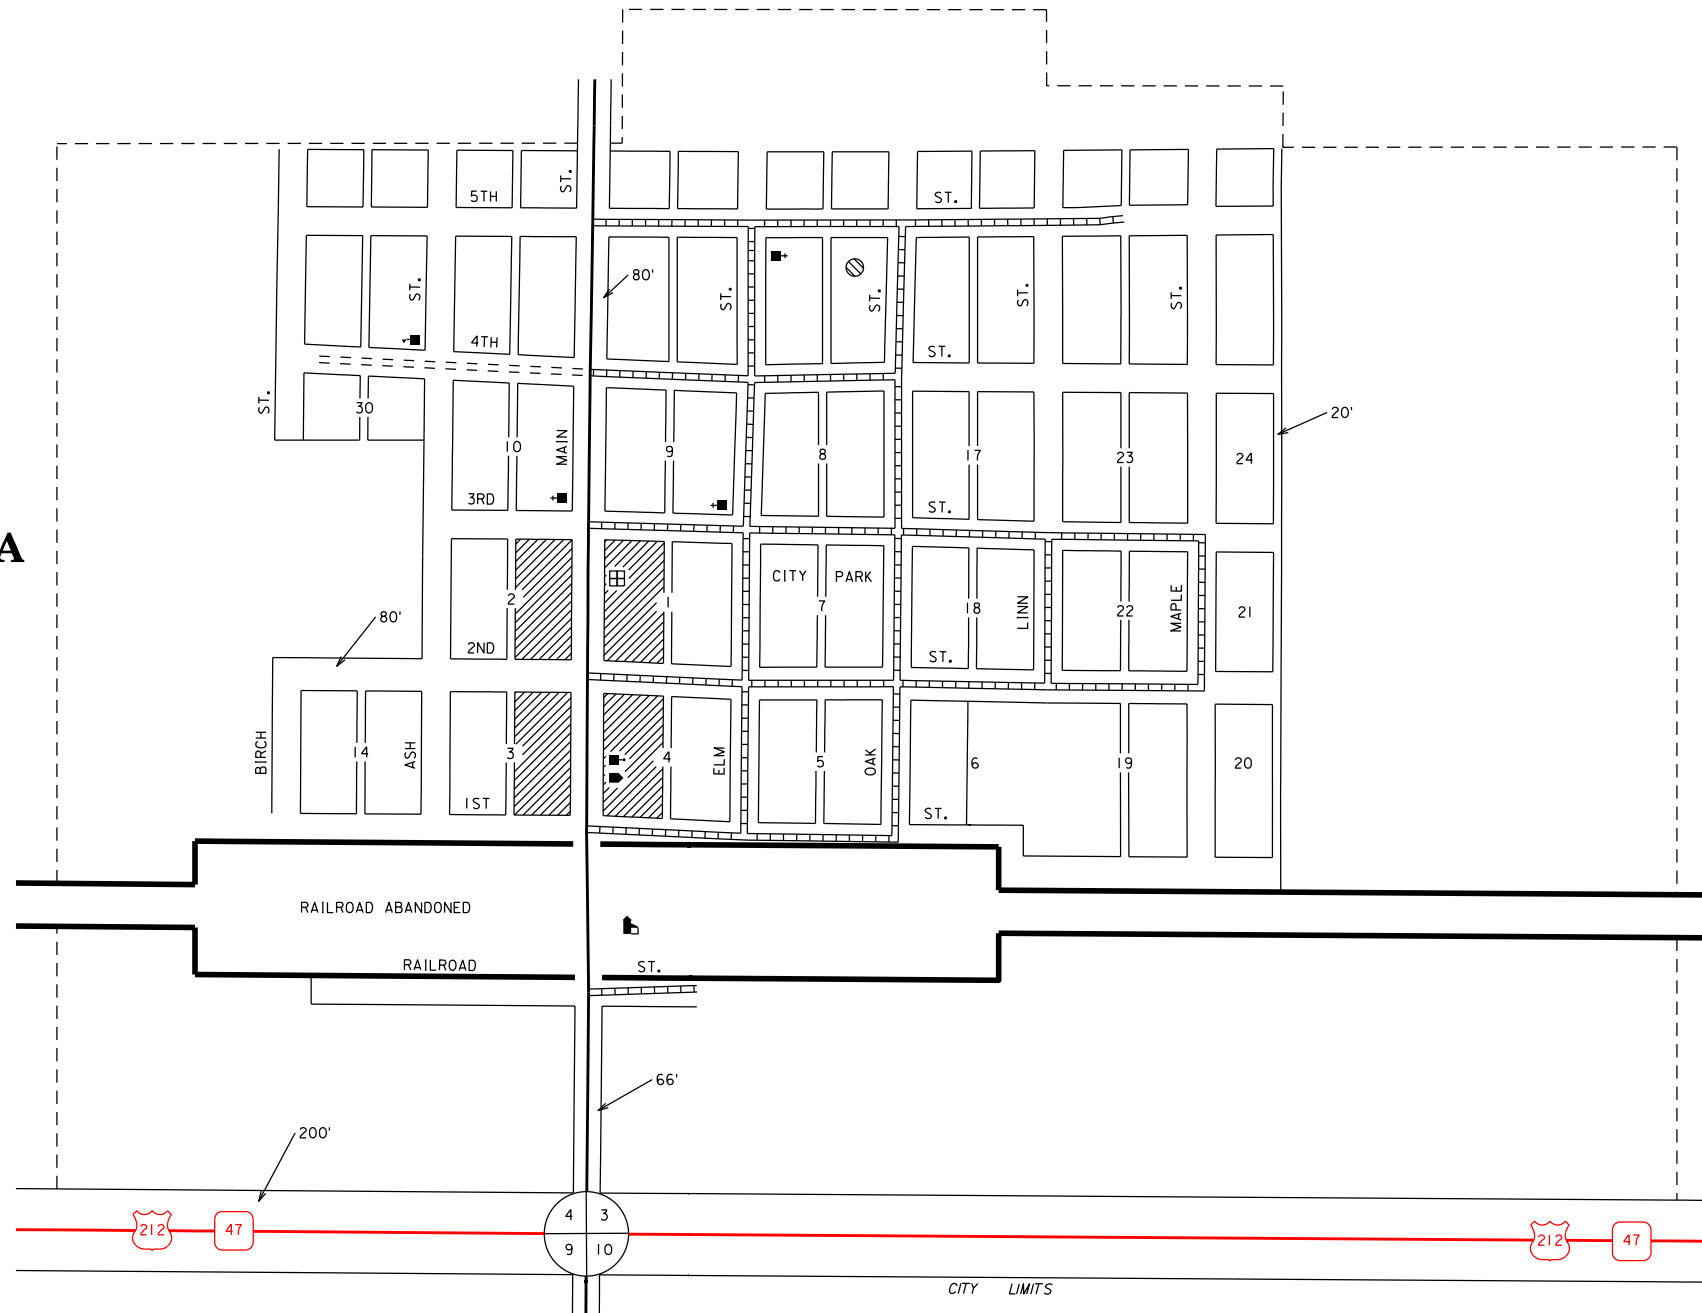 5TH ST. ST.
ST. 80' ST. ST. ST. ST.
4TH ST.
ST. 30 20'
10 MAIN 9 8 17 23 24
3RD ST.
A
CITY PARK
2 1 7 18 LINN 22 MAPLE 21
80'
2ND ST.
BIRCH 14 ASH 3 4 ELM 5 OAK 6 19 20
1ST ST.
RAILROAD ABANDONED
RAILROAD ST.
66'
200'
4 3
212 47 212 47
9 10
CITY LIMITS